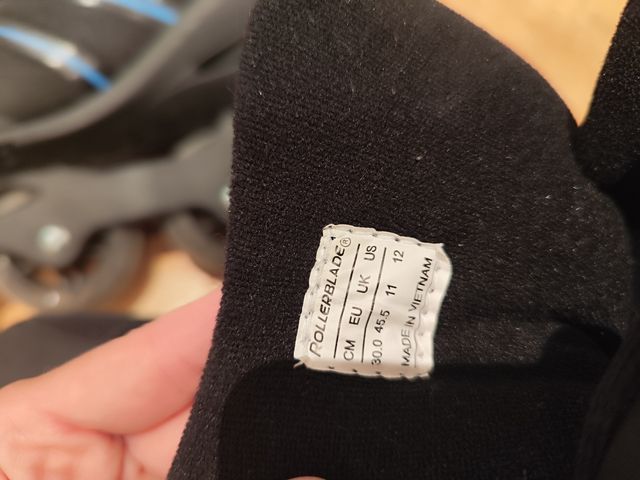 ROLLERBLADE®
CM EU UK US
30.0 45.5 11 12
MADE IN VIETNAM